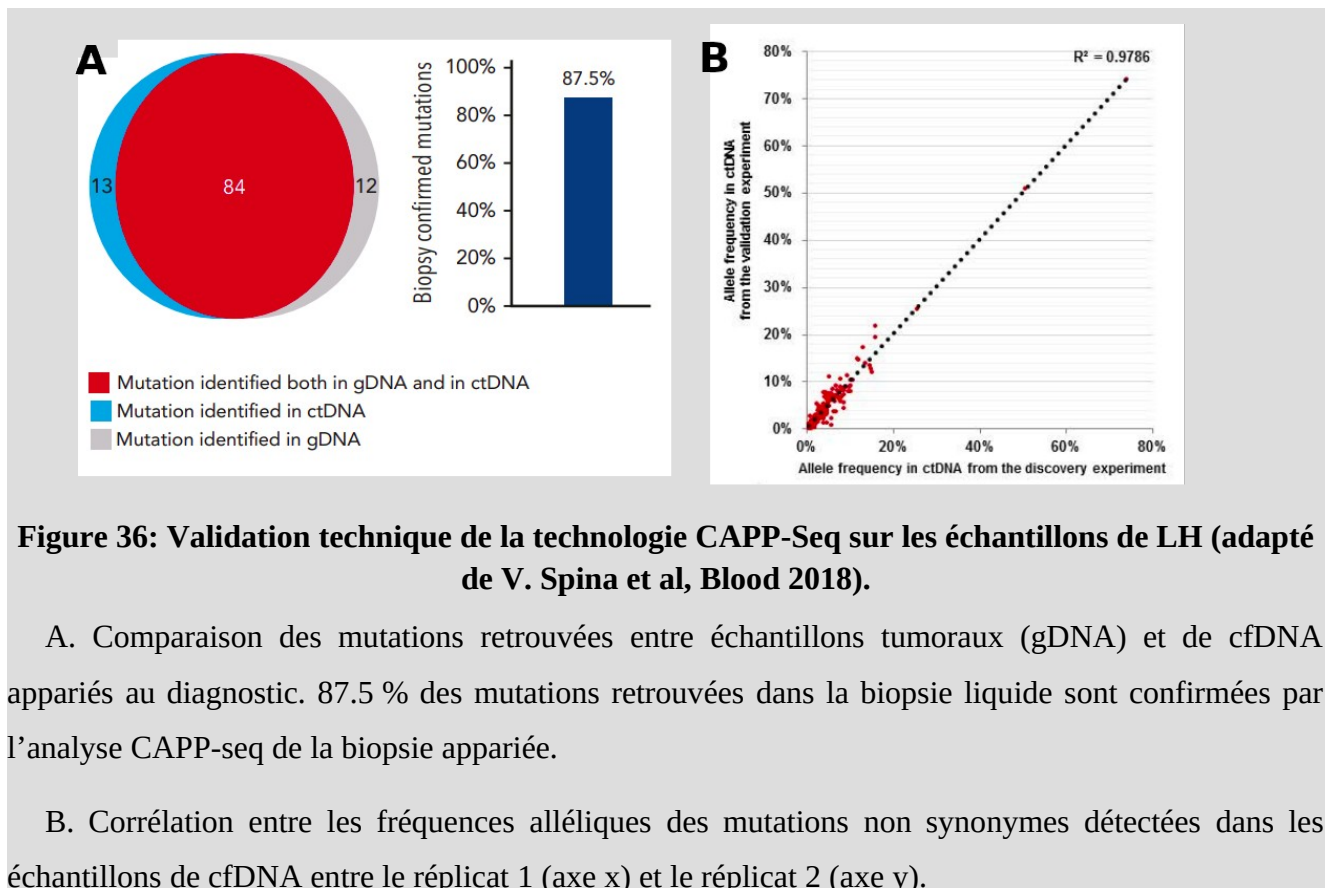 A
100%
80%
60%
40%
20%
0%
87.5%
Biopsy confirmed mutations
13
84
12
Mutation identified both in gDNA and in ctDNA
Mutation identified in ctDNA
Mutation identified in gDNA
B
80%
70%
60%
50%
40%
30%
20%
10%
0%
R² = 0.9786
Allele frequency in ctDNA
from the validation experiment
0%
20%
40%
60%
80%
Allele frequency in ctDNA from the discovery experiment
Figure 36: Validation technique de la technologie CAPP-Seq sur les échantillons de LH (adapté
de V. Spina et al, Blood 2018).
A. Comparaison des mutations retrouvées entre échantillons tumoraux (gDNA) et de cfDNA
appariés au diagnostic. 87.5 % des mutations retrouvées dans la biopsie liquide sont confirmées par
l’analyse CAPP-seq de la biopsie appariée.
B. Corrélation entre les fréquences alléliques des mutations non synonymes détectées dans les
échantillons de cfDNA entre le réplicat 1 (axe x) et le réplicat 2 (axe y).